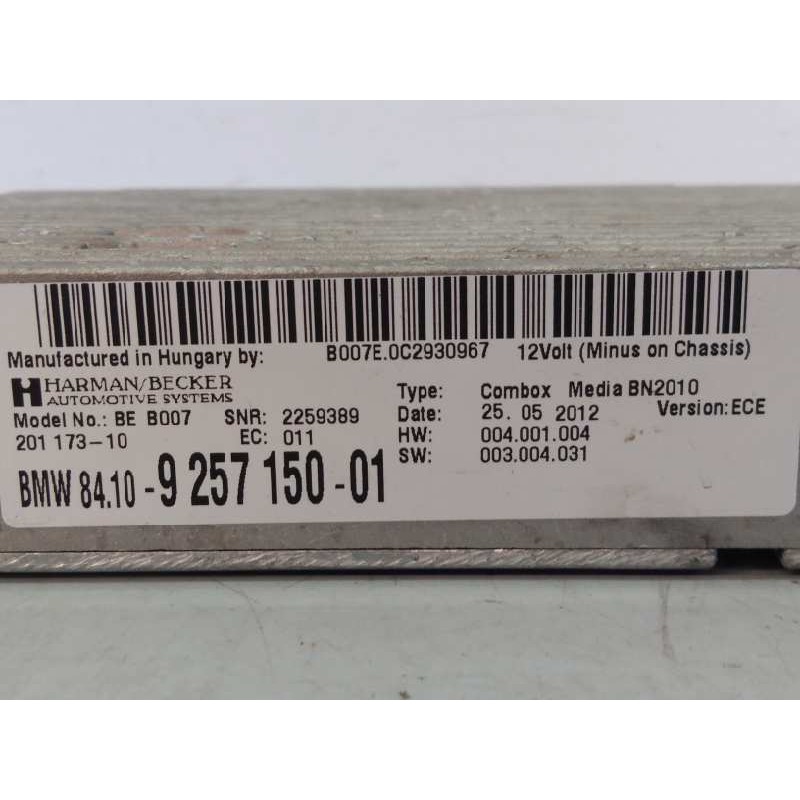 Manufactured in Hungary by: B007E.0C2930967 12Volt (Minus on Chassis)
HARMAN/BECKER
AUTOMOTIVE SYSTEMS
Model No.: BE B007 SNR: 2259389
201 173-10 EC: 011
BMW 84.10 - 9 257 150 - 01
Type: Combox Media BN2010
Date: 25. 05 2012 Version: ECE
HW: 004.001.004
SW: 003.004.031